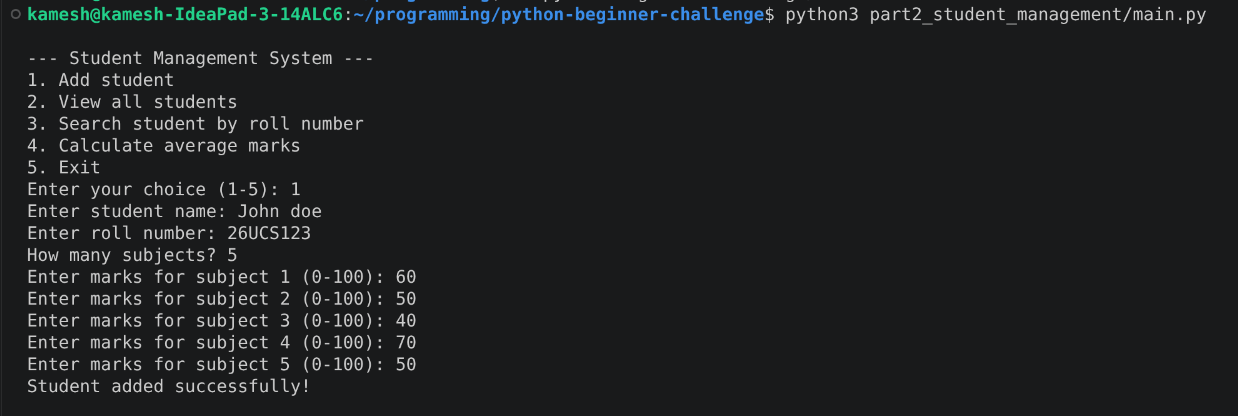 kamesh@kamesh-IdeaPad-3-14ALC6:~/programming/python-beginner-challenge$ python3 part2_student_management/main.py
--- Student Management System ---
1. Add student
2. View all students
3. Search student by roll number
4. Calculate average marks
5. Exit
Enter your choice (1-5): 1
Enter student name: John doe
Enter roll number: 26UCS123
How many subjects? 5
Enter marks for subject 1 (0-100): 60
Enter marks for subject 2 (0-100): 50
Enter marks for subject 3 (0-100): 40
Enter marks for subject 4 (0-100): 70
Enter marks for subject 5 (0-100): 50
Student added successfully!